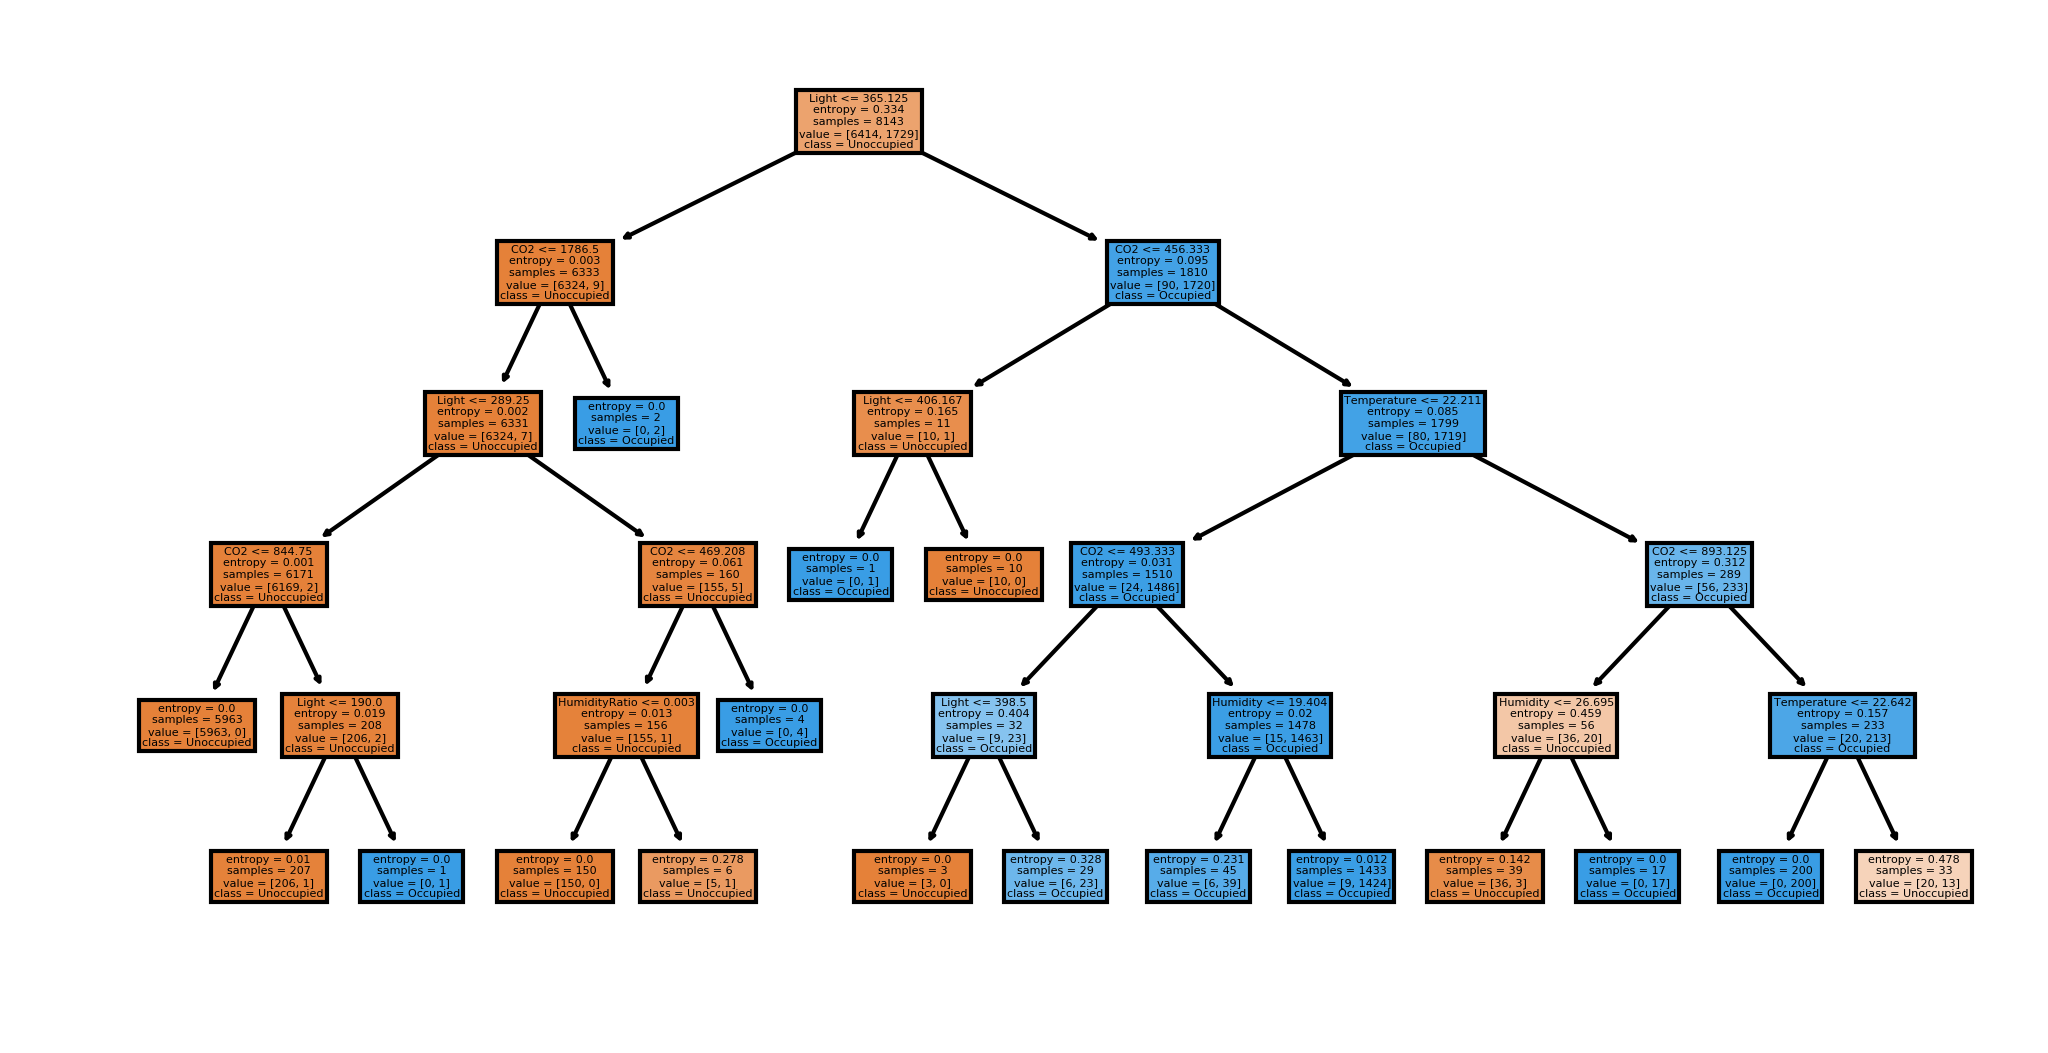 Light <= 365.125
entropy = 0.334
samples = 8143
value = [6414, 1729]
class = Unoccupied
CO2 <= 1786.5
entropy = 0.003
samples = 6333
value = [6324, 9]
class = Unoccupied
CO2 <= 456.333
entropy = 0.095
samples = 1810
value = [90, 1720]
class = Occupied
Light <= 289.25
entropy = 0.002
samples = 6331
value = [6324, 7]
class = Unoccupied
entropy = 0.0
samples = 2
value = [0, 2]
class = Occupied
Light <= 406.167
entropy = 0.165
samples = 11
value = [10, 1]
class = Unoccupied
Temperature <= 22.211
entropy = 0.085
samples = 1799
value = [80, 1719]
class = Occupied
CO2 <= 844.75
entropy = 0.001
samples = 6171
value = [6169, 2]
class = Unoccupied
CO2 <= 469.208
entropy = 0.061
samples = 160
value = [155, 5]
class = Unoccupied
entropy = 0.0
samples = 1
value = [0, 1]
class = Occupied
entropy = 0.0
samples = 10
value = [10, 0]
class = Unoccupied
CO2 <= 493.333
entropy = 0.031
samples = 1510
value = [24, 1486]
class = Occupied
CO2 <= 893.125
entropy = 0.312
samples = 289
value = [56, 233]
class = Occupied
entropy = 0.0
samples = 5963
value = [5963, 0]
class = Unoccupied
Light <= 190.0
entropy = 0.019
samples = 208
value = [206, 2]
class = Unoccupied
HumidityRatio <= 0.003
entropy = 0.013
samples = 156
value = [155, 1]
class = Unoccupied
entropy = 0.0
samples = 4
value = [0, 4]
class = Occupied
Light <= 398.5
entropy = 0.404
samples = 32
value = [9, 23]
class = Occupied
Humidity <= 19.404
entropy = 0.02
samples = 1478
value = [15, 1463]
class = Occupied
Humidity <= 26.695
entropy = 0.459
samples = 56
value = [36, 20]
class = Unoccupied
Temperature <= 22.642
entropy = 0.157
samples = 233
value = [20, 213]
class = Occupied
entropy = 0.01
samples = 207
value = [206, 1]
class = Unoccupied
entropy = 0.0
samples = 1
value = [0, 1]
class = Occupied
entropy = 0.0
samples = 150
value = [150, 0]
class = Unoccupied
entropy = 0.278
samples = 6
value = [5, 1]
class = Unoccupied
entropy = 0.0
samples = 3
value = [3, 0]
class = Unoccupied
entropy = 0.328
samples = 29
value = [6, 23]
class = Occupied
entropy = 0.231
samples = 45
value = [6, 39]
class = Occupied
entropy = 0.012
samples = 1433
value = [9, 1424]
class = Occupied
entropy = 0.142
samples = 39
value = [36, 3]
class = Unoccupied
entropy = 0.0
samples = 17
value = [0, 17]
class = Occupied
entropy = 0.0
samples = 200
value = [0, 200]
class = Occupied
entropy = 0.478
samples = 33
value = [20, 13]
class = Unoccupied